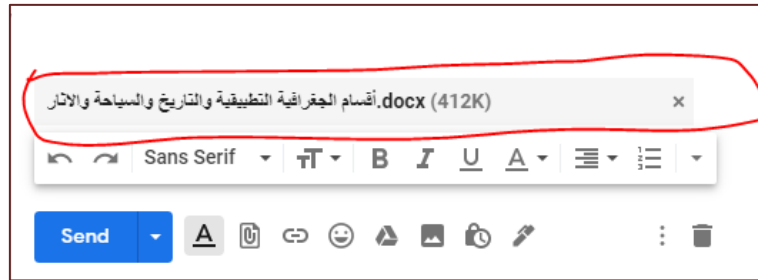 أقسام الجغرافية التطبيقية والتاريخ والسياحة والاثار.docx (412K)
Sans Serif
Send